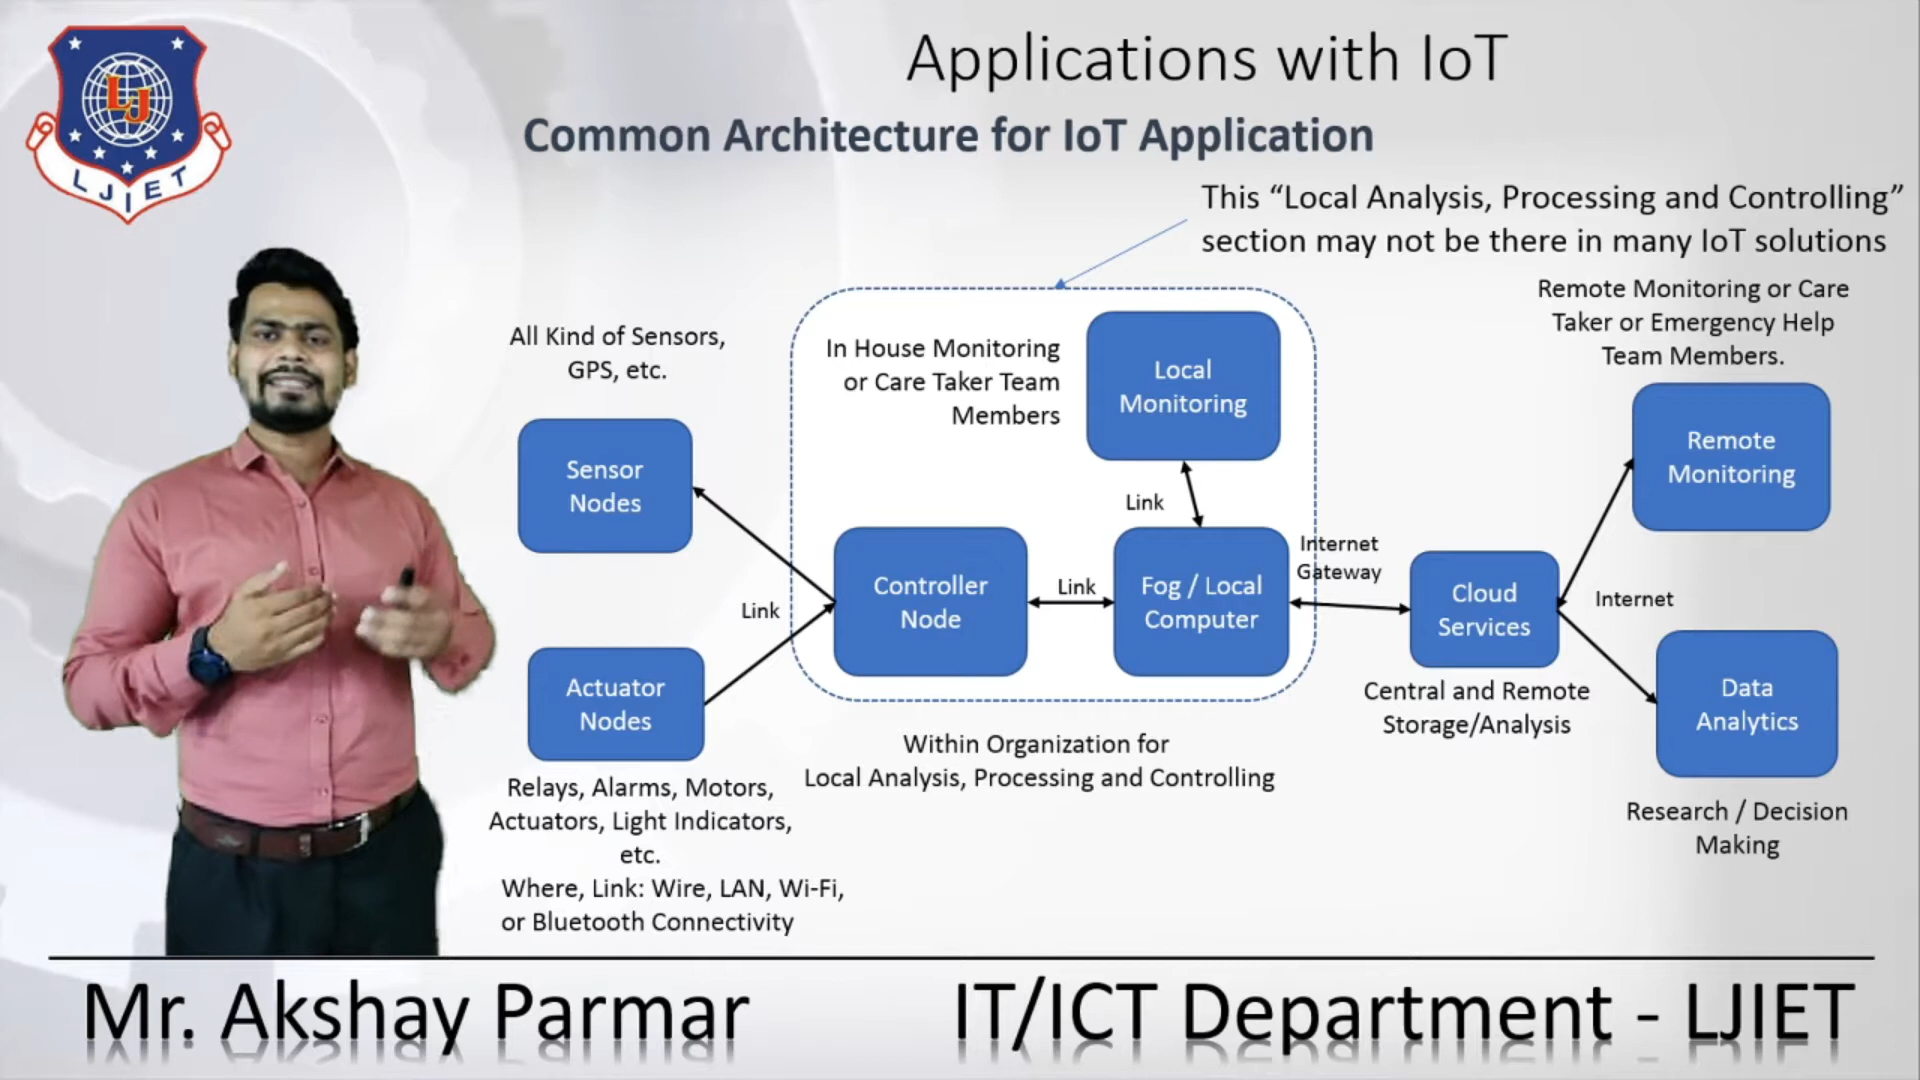 Applications with IoT
Common Architecture for IoT Application
LJ
LJIET
This “Local Analysis, Processing and Controlling”
section may not be there in many IoT solutions
All Kind of Sensors,
GPS, etc.
In House Monitoring
or Care Taker Team
Members
Local
Monitoring
Remote Monitoring or Care
Taker or Emergency Help
Team Members.
Sensor
Nodes
Remote
Monitoring
Link
Controller
Node
Link
Fog / Local
Computer
Internet
Gateway
Cloud
Services
Internet
Link
Actuator
Nodes
Data
Analytics
Central and Remote
Storage/Analysis
Within Organization for
Local Analysis, Processing and Controlling
Relays, Alarms, Motors,
Actuators, Light Indicators,
etc.
Research / Decision
Making
Where, Link: Wire, LAN, Wi-Fi,
or Bluetooth Connectivity
Mr. Akshay Parmar
IT/ICT Department - LJIET